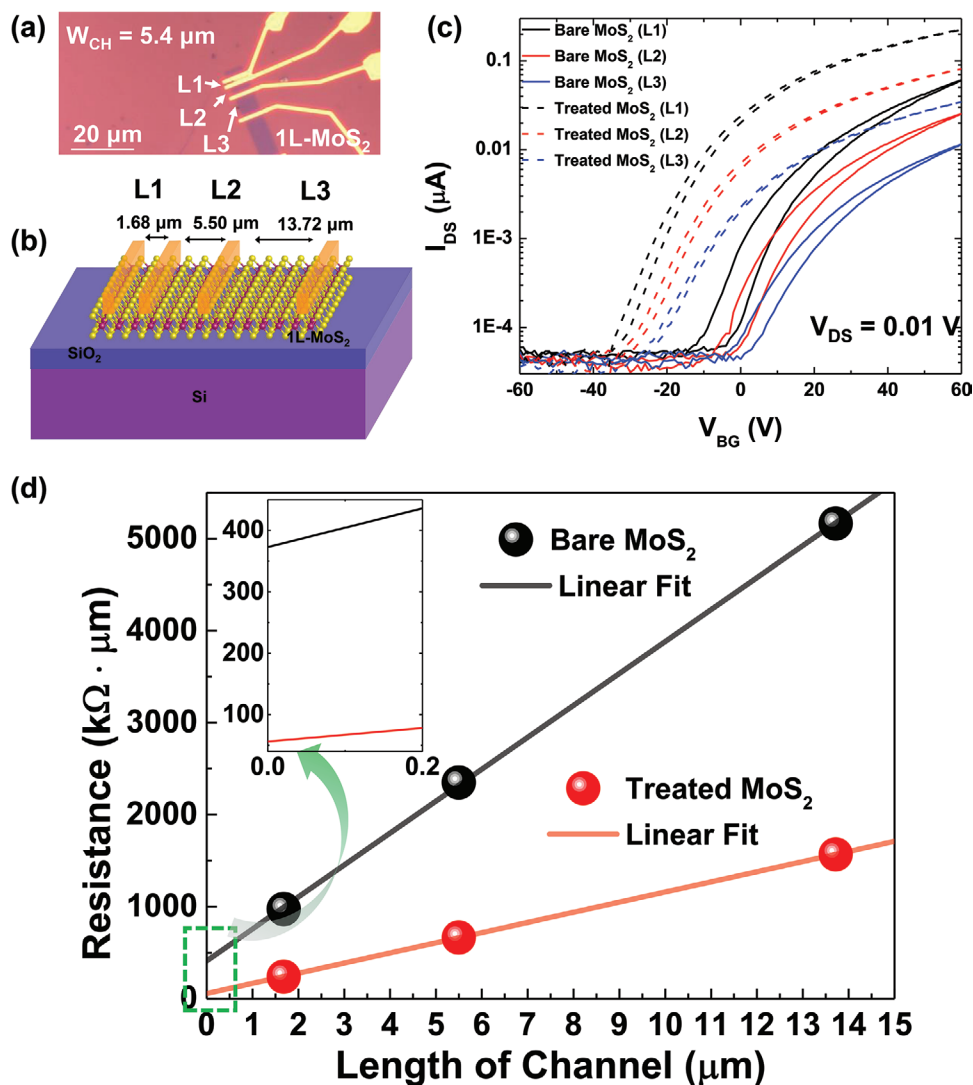 (a)
W_CH = 5.4 μm
L1
L2
L3
20 μm
1L-MoS₂
(b)
L1 L2 L3
1.68 μm 5.50 μm 13.72 μm
1L-MoS₂
SiO₂
Si
(c)
Bare MoS₂ (L1)
Bare MoS₂ (L2)
Bare MoS₂ (L3)
Treated MoS₂ (L1)
Treated MoS₂ (L2)
Treated MoS₂ (L3)
0.1
0.01
1E-3
1E-4
I_DS (μA)
V_DS = 0.01 V
-60 -40 -20 0 20 40 60
V_BG (V)
(d)
5000
4000
3000
2000
1000
0
Resistance (kΩ · μm)
400
300
200
100
0.0 0.2
Bare MoS₂
Linear Fit
Treated MoS₂
Linear Fit
0 1 2 3 4 5 6 7 8 9 10 11 12 13 14 15
Length of Channel (μm)